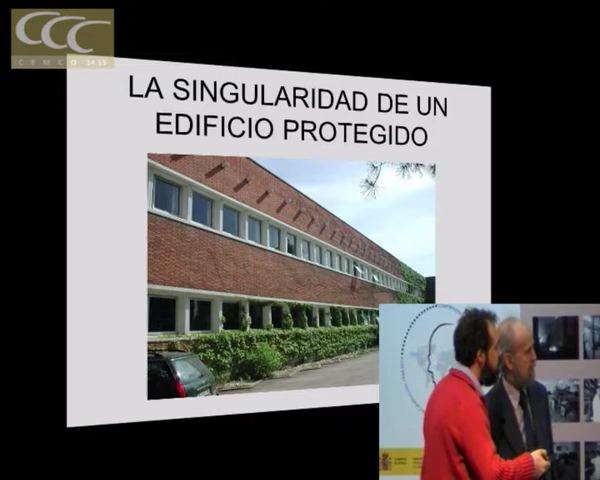 CCC
CEMCO 14.15
LA SINGULARIDAD DE UN
EDIFICIO PROTEGIDO